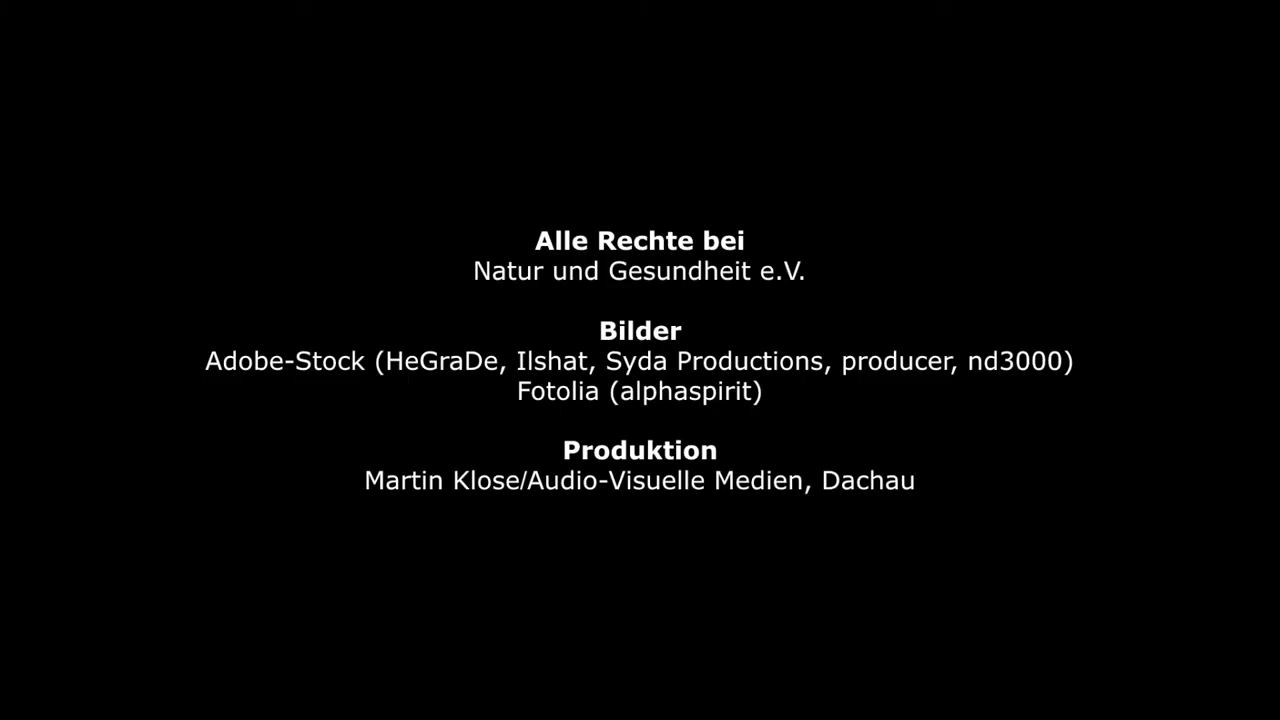 Alle Rechte bei
Natur und Gesundheit e.V.
Bilder
Adobe-Stock (HeGraDe, Ilshat, Syda Productions, producer, nd3000)
Fotolia (alphaspirit)
Produktion
Martin Klose/Audio-Visuelle Medien, Dachau